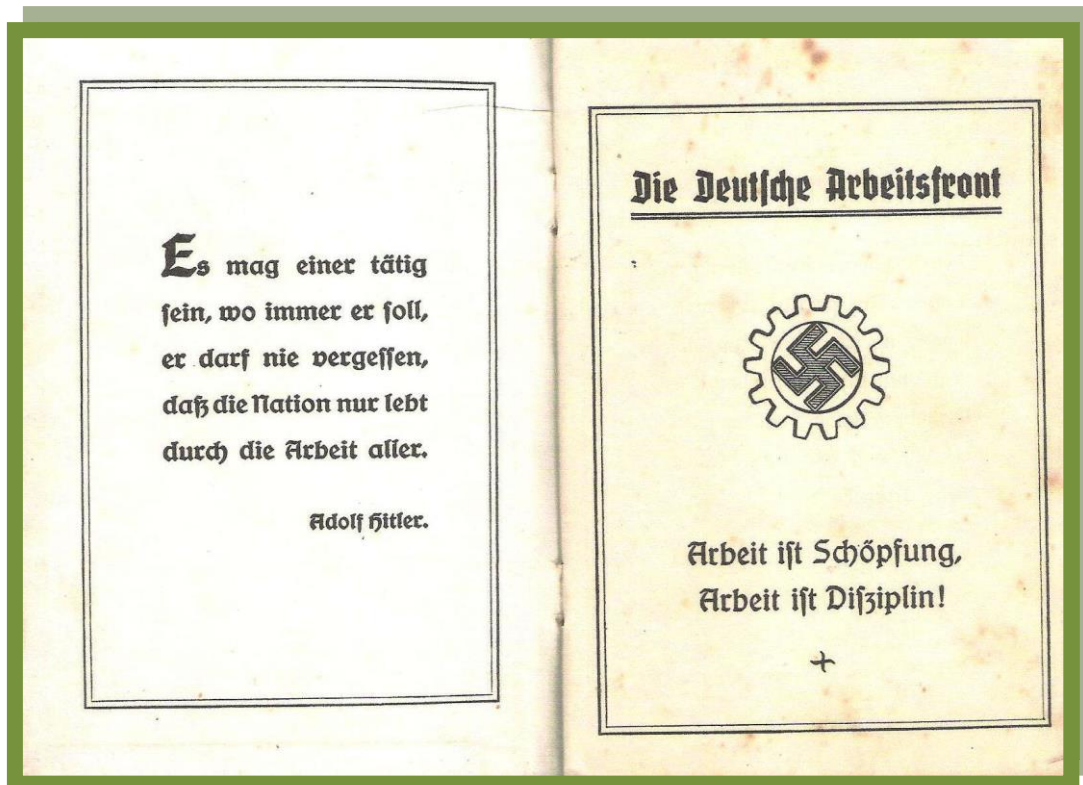 Es mag einer tätig
ſein, wo immer er ſoll,
er darf nie vergeſſen,
daß die Nation nur lebt
durch die Arbeit aller.
Adolf Hitler.
Die Deutſche Arbeitsfront
Arbeit iſt Schöpfung,
Arbeit iſt Diſziplin!